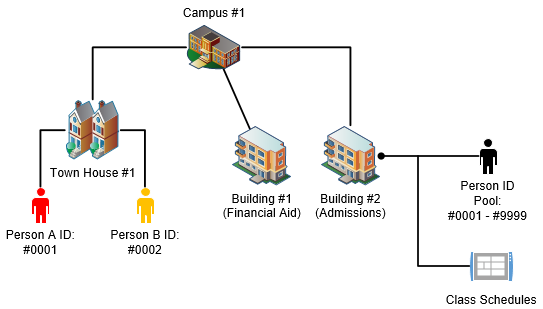 Campus #1
Town House #1
Person A ID:
#0001
Person B ID:
#0002
Building #1
(Financial Aid)
Building #2
(Admissions)
Person ID
Pool:
#0001 - #9999
Class Schedules